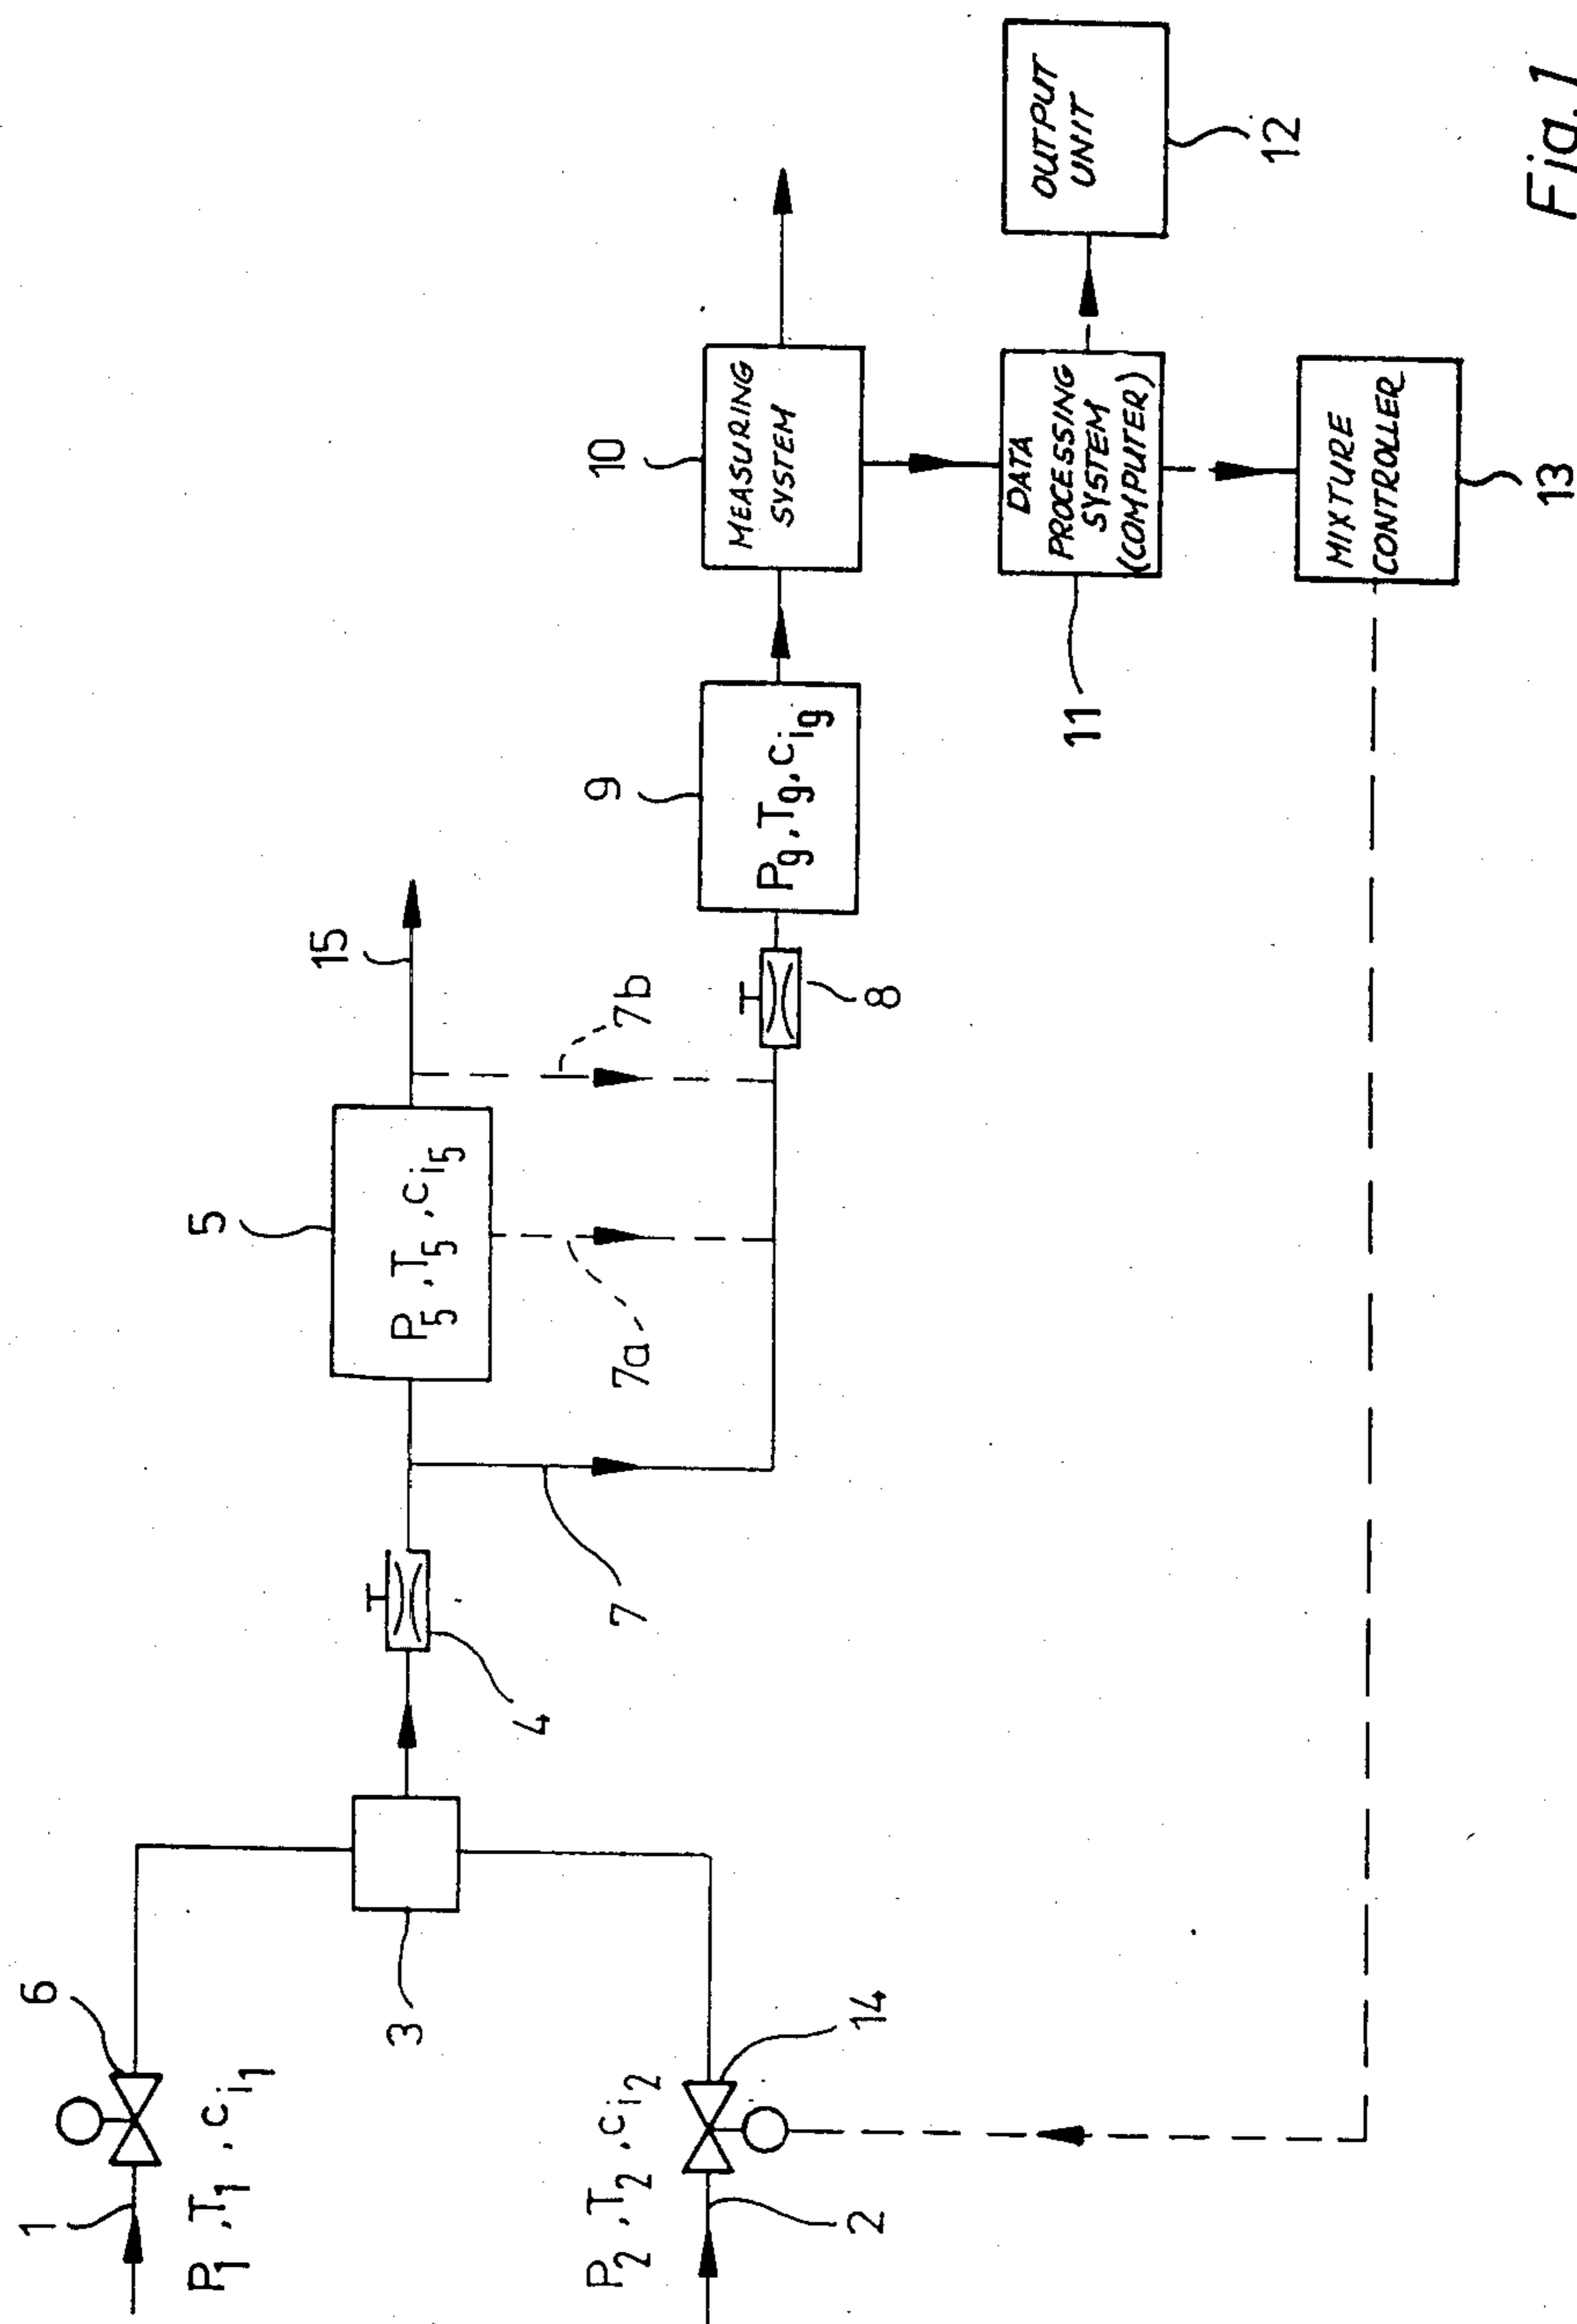 6
1
P1 ,T1 ,ci1
3
P2 ,T2 ,ci2
14
2
4
5
P5 ,T5 ,ci5
15
7
7a
7b
8
9
Pg ,Tg ,cig
10
MEASURING
SYSTEM
11
DATA
PROCESSING
SYSTEM
(COMPUTER)
OUTPUT
UNIT
12
MIXTURE
CONTROLLER
13
Fig. 1